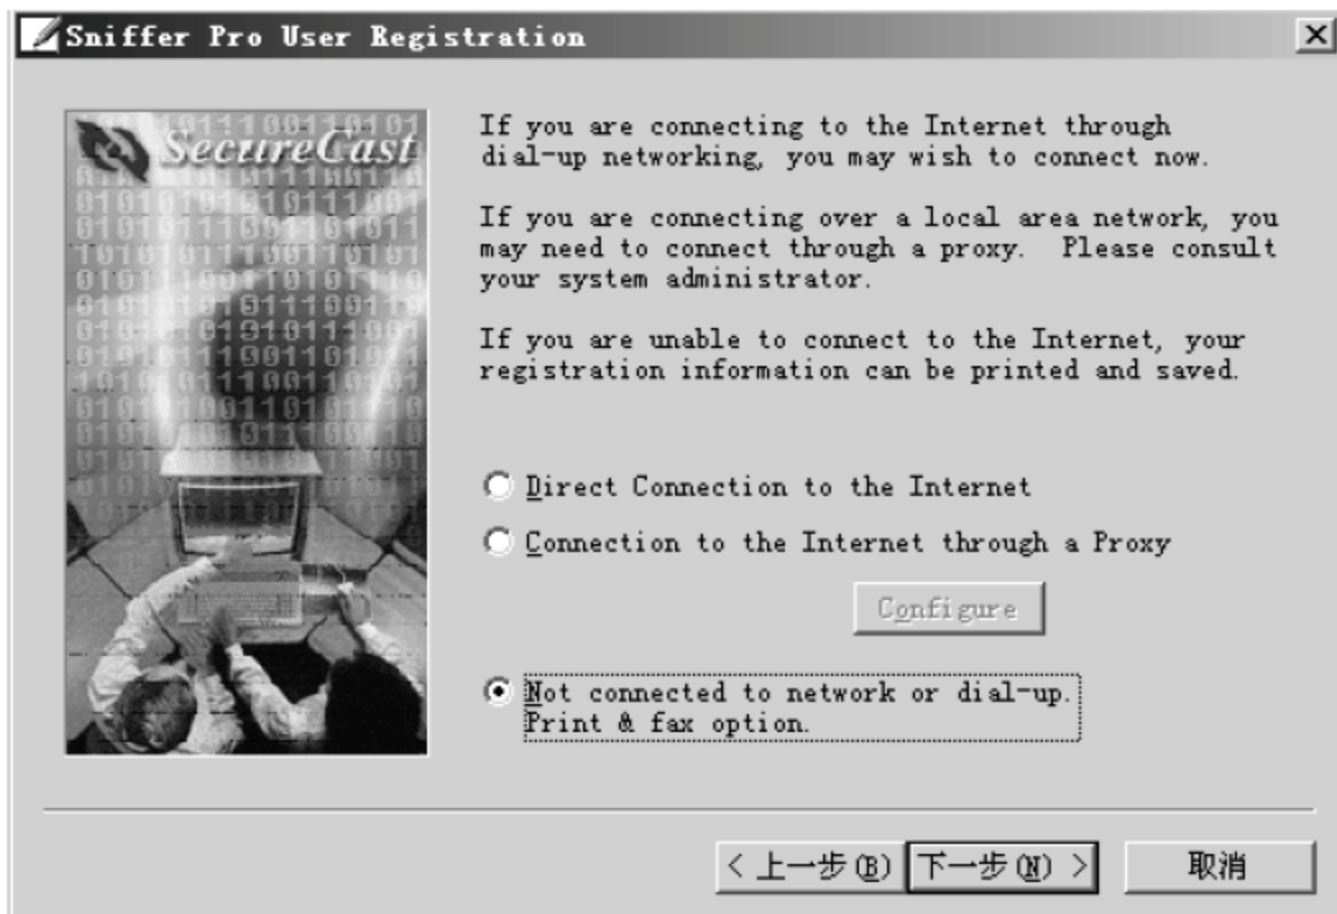 Sniffer Pro User Registration
SecureCast
If you are connecting to the Internet through
dial-up networking, you may wish to connect now.
If you are connecting over a local area network, you
may need to connect through a proxy.  Please consult
your system administrator.
If you are unable to connect to the Internet, your
registration information can be printed and saved.
Direct Connection to the Internet
Connection to the Internet through a Proxy
Configure
Not connected to network or dial-up.
Print & fax option.
< 上一步(B) 下一步(N) > 取消